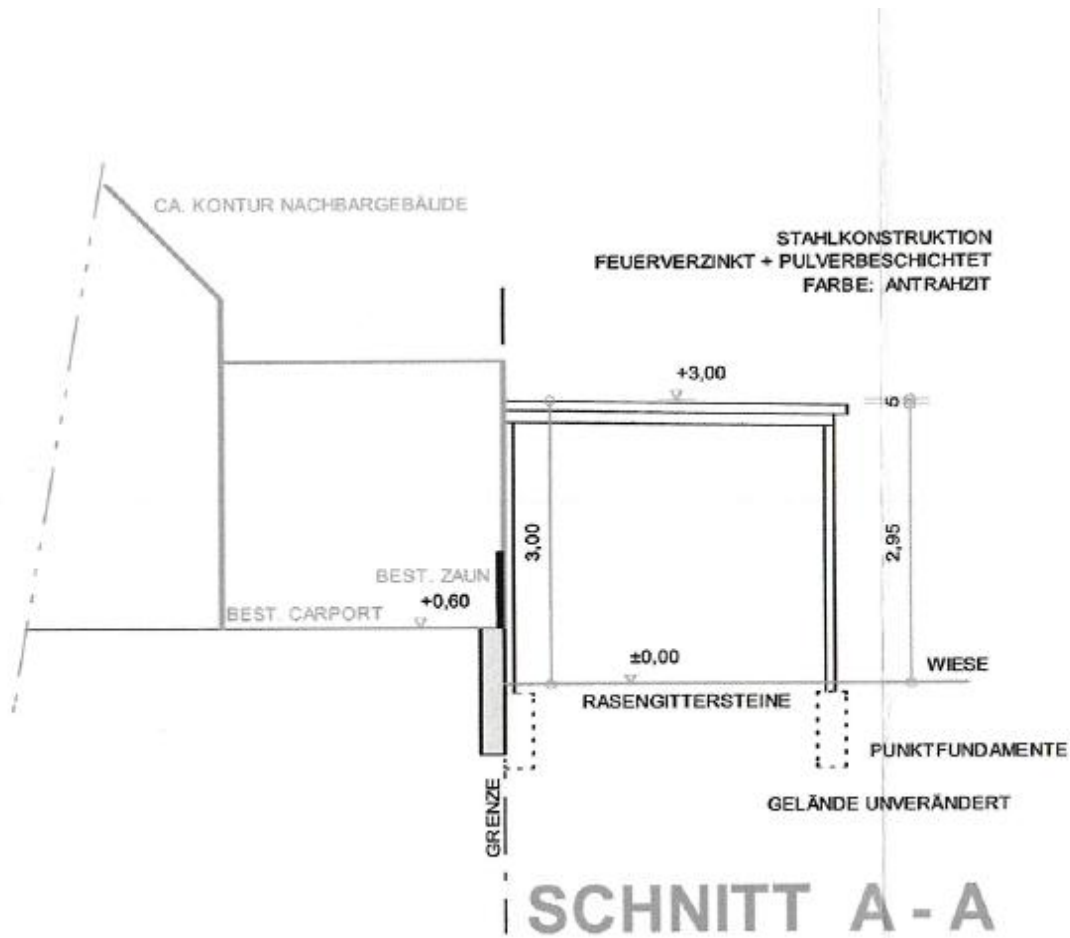 CA. KONTUR NACHBARGEBÄUDE
STAHLKONSTRUKTION
FEUERVERZINKT + PULVERBESCHICHTET
FARBE: ANTRAHZIT
+3,00
5
3,00
2,95
BEST. ZAUN
+0,60
BEST. CARPORT
±0,00
WIESE
RASENGITTERSTEINE
PUNKTFUNDAMENTE
GRENZE
GELÄNDE UNVERÄNDERT
SCHNITT A - A